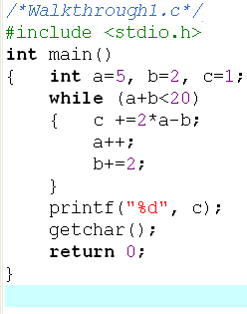 /*Walkthrough1.c*/
#include <stdio.h>
int main()
{   int a=5, b=2, c=1;
    while (a+b<20)
    {   c +=2*a-b;
        a++;
        b+=2;
    }
    printf("%d", c);
    getchar();
    return 0;
}